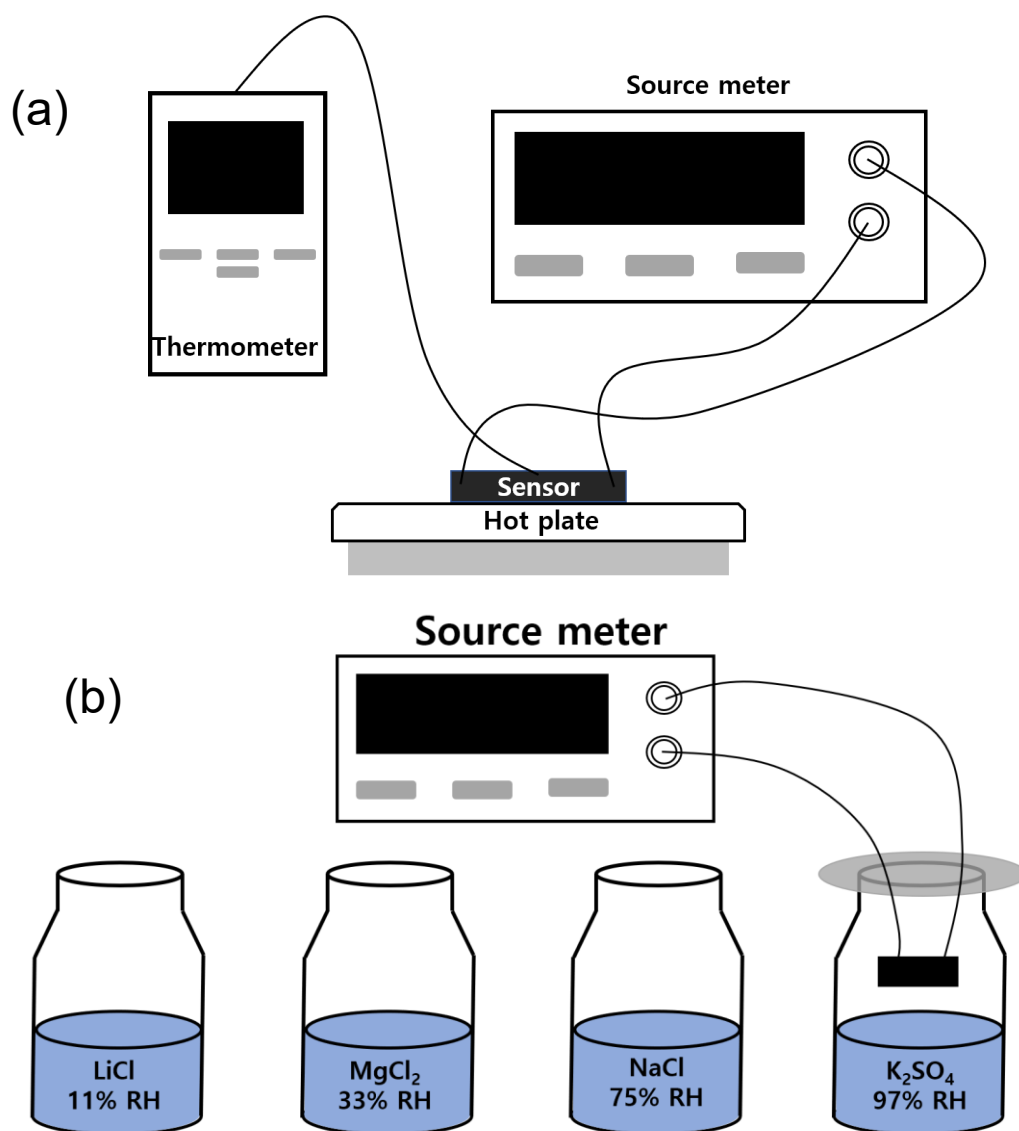 (a)
Source meter
Thermometer
Sensor
Hot plate
Source meter
(b)
LiCl
11% RH
MgCl₂
33% RH
NaCl
75% RH
K₂SO₄
97% RH